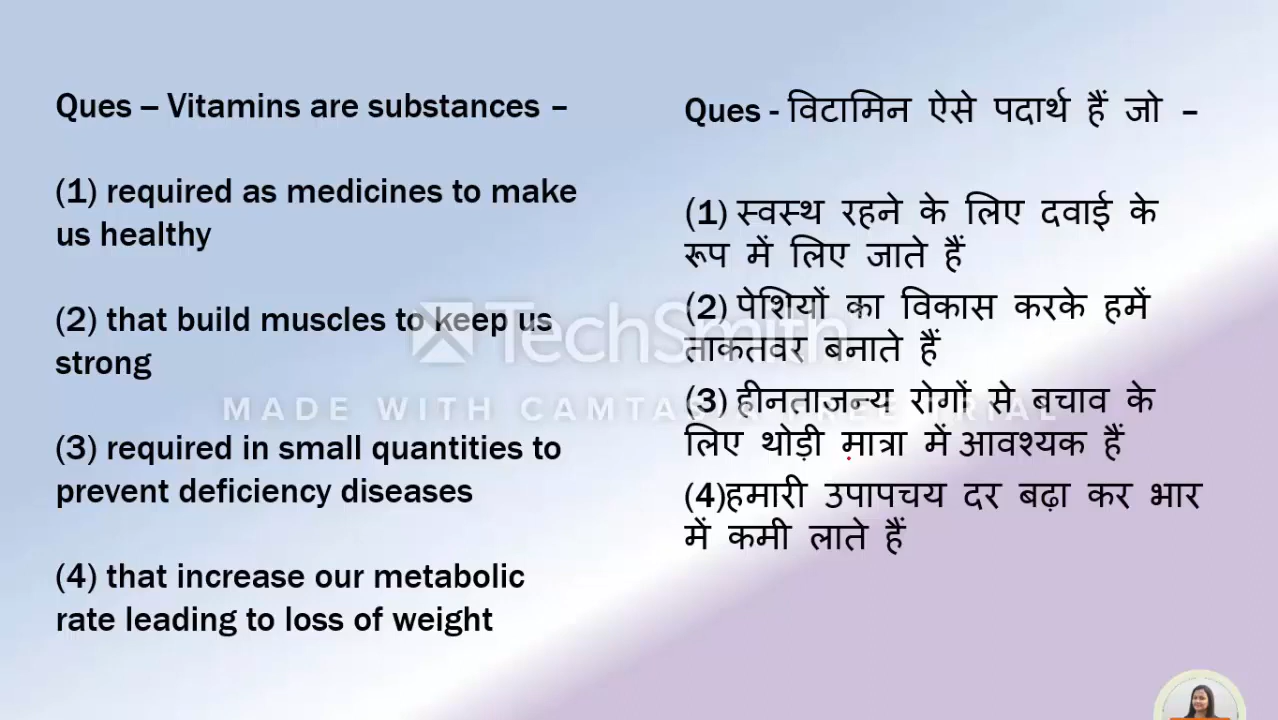 Ques – Vitamins are substances –
(1) required as medicines to make
us healthy
(2) that build muscles to keep us
strong
(3) required in small quantities to
prevent deficiency diseases
(4) that increase our metabolic
rate leading to loss of weight
Ques - विटामिन ऐसे पदार्थ हैं जो –
(1) स्वस्थ रहने के लिए दवाई के
रूप में लिए जाते हैं
(2) पेशियों का विकास करके हमें
ताकतवर बनाते हैं
(3) हीनताजन्य रोगों से बचाव के
लिए थोड़ी मात्रा में आवश्यक हैं
(4)हमारी उपापचय दर बढ़ा कर भार
में कमी लाते हैं
TechSmith
MADE WITH CAMTASIA FREE TRIAL